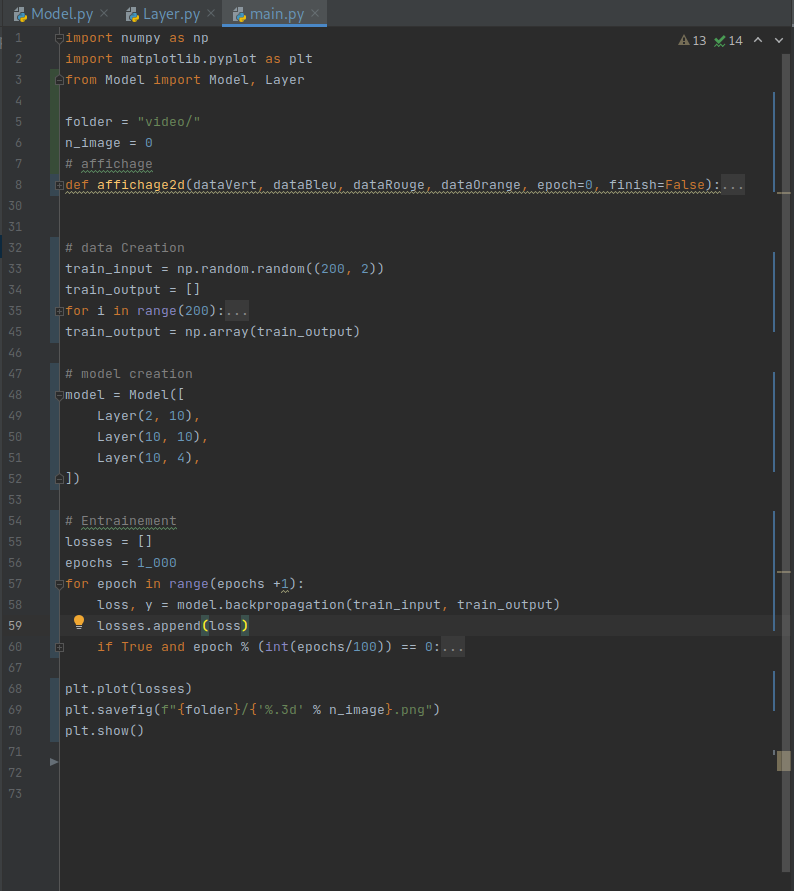 Model.py × Layer.py × main.py ×
13 14
1 import numpy as np
2 import matplotlib.pyplot as plt
3 from Model import Model, Layer
4
5 folder = "video/"
6 n_image = 0
7 # affichage
8 def affichage2d(dataVert, dataBleu, dataRouge, dataOrange, epoch=0, finish=False):...
30
31
32 # data Creation
33 train_input = np.random.random((200, 2))
34 train_output = []
35 for i in range(200):...
45 train_output = np.array(train_output)
46
47 # model creation
48 model = Model([
49     Layer(2, 10),
50     Layer(10, 10),
51     Layer(10, 4),
52 ])
53
54 # Entrainement
55 losses = []
56 epochs = 1_000
57 for epoch in range(epochs +1):
58     loss, y = model.backpropagation(train_input, train_output)
59     losses.append(loss)
60     if True and epoch % (int(epochs/100)) == 0:...
67
68 plt.plot(losses)
69 plt.savefig(f"{folder}/{'%.3d' % n_image}.png")
70 plt.show()
71
72
73